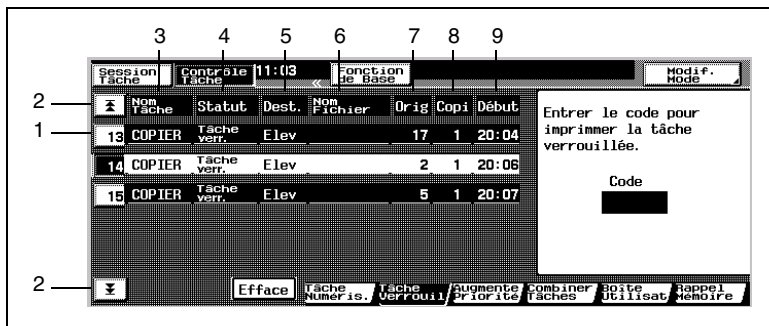 3 4 5 6 7 8 9
Session Tâche Contrôle Tâche 11:03 « Fonction de Base Modif. Mode
2 Nom Tâche Statut Dest. Nom Fichier Orig Copi Début
1 13 COPIER Tâche verr. Elev 17 1 20:04
14 COPIER Tâche verr. Elev 2 1 20:06
15 COPIER Tâche verr. Elev 5 1 20:07
Entrer le code pour
imprimmer la tâche
verrouillée.
Code
2 Efface Tâche Numéris. Tâche Verrouil Augmente Priorité Combiner Tâches Boîte Utilisat Rappel Mémoire